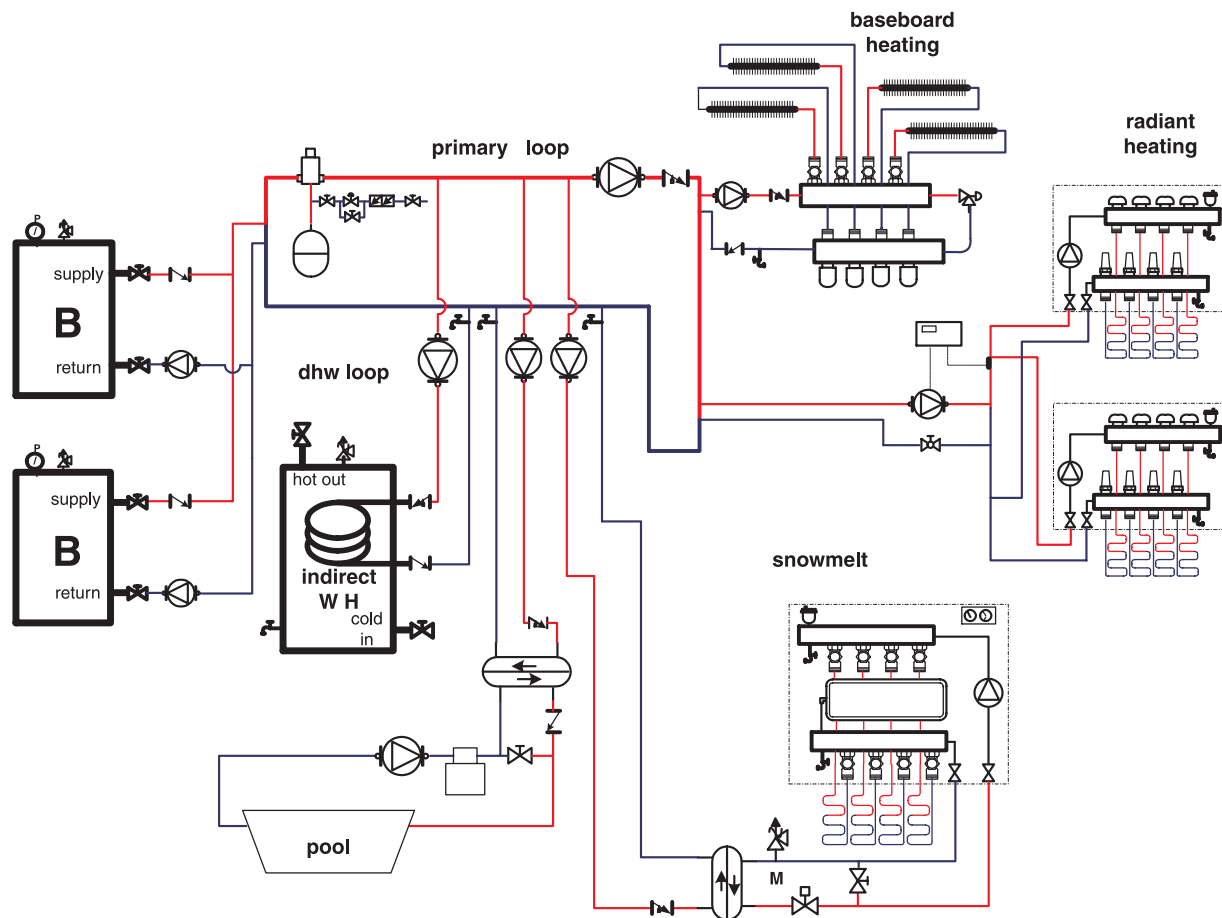 baseboard
heating
primary loop
radiant
heating
P
supply
B
return
dhw loop
P
supply
B
return
hot out
indirect
W H
cold
in
snowmelt
pool
M